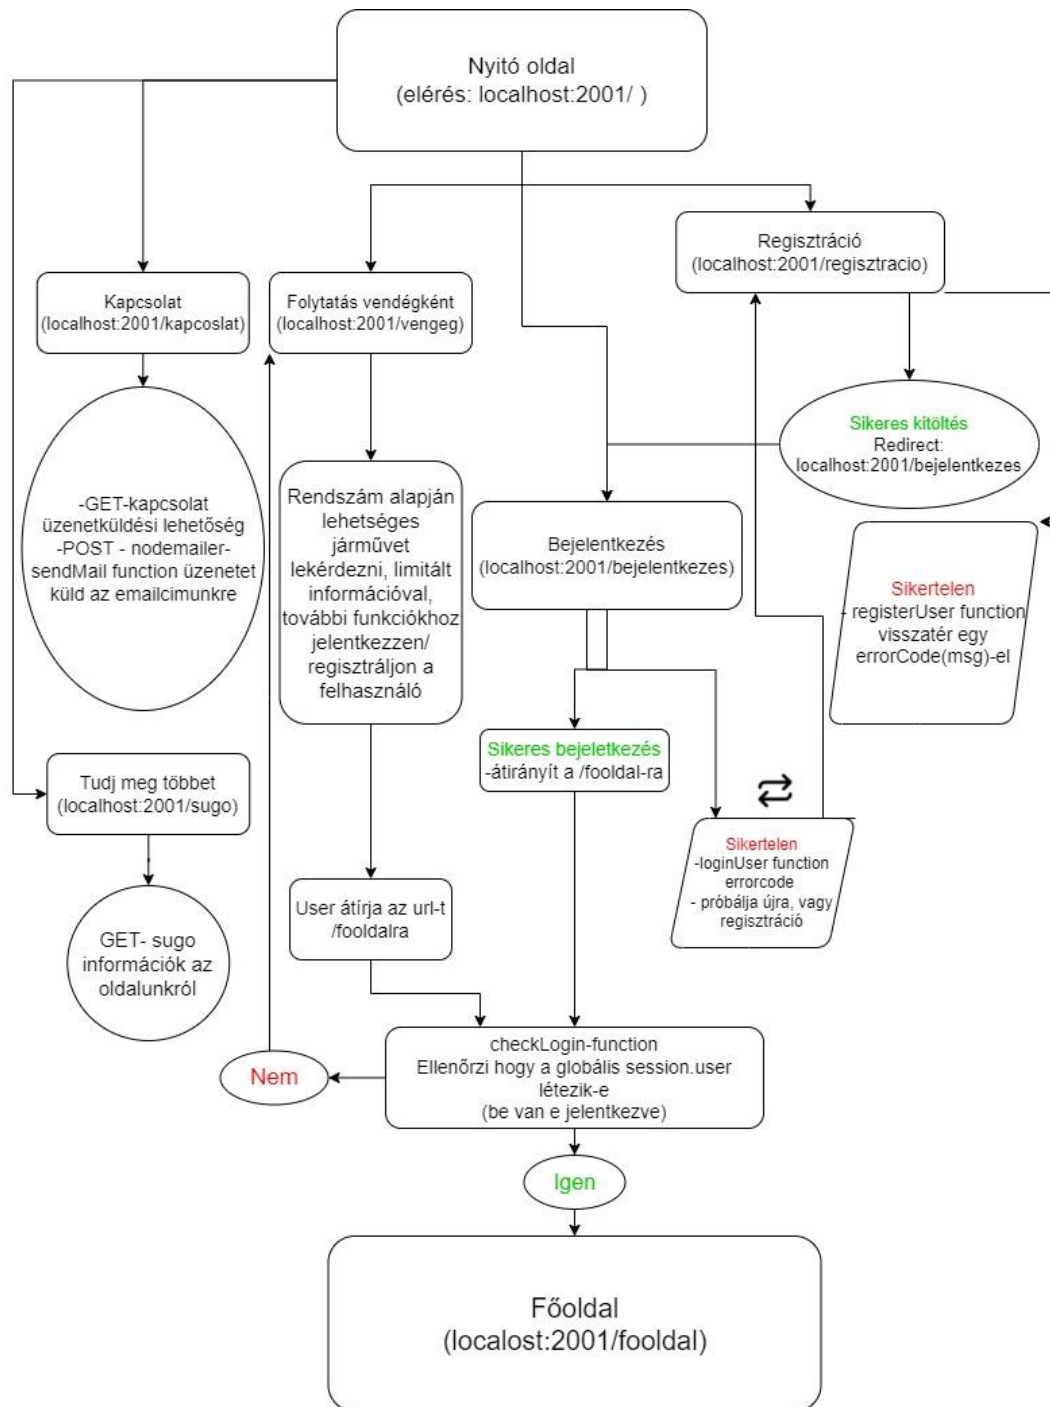 Nyitó oldal
(elérés: localhost:2001/ )
Regisztráció
(localhost:2001/regisztracio)
Kapcsolat
(localhost:2001/kapcoslat)
Folytatás vendégként
(localhost:2001/vengeg)
Sikeres kitöltés
Redirect:
localhost:2001/bejelentkezes
-GET-kapcsolat
üzenetküldési lehetőség
-POST - nodemailer-
sendMail function üzenetet
küld az emailcimunkre
Rendszám alapján
lehetséges
járművet
lekérdezni, limitált
információval,
további funkciókhoz
jelentkezzen/
regisztráljon a
felhasználó
Bejelentkezés
(localhost:2001/bejelentkezes)
Sikertelen
- registerUser function
visszatér egy
errorCode(msg)-el
Sikeres bejeletkezés
-átirányít a /fooldal-ra
Tudj meg többet
(localhost:2001/sugo)
Sikertelen
-loginUser function
errorcode
- próbálja újra, vagy
regisztráció
User átírja az url-t
/fooldalra
GET- sugo
információk az
oldalunkról
checkLogin-function
Ellenőrzi hogy a globális session.user
létezik-e
(be van e jelentkezve)
Nem
Igen
Főoldal
(localost:2001/fooldal)